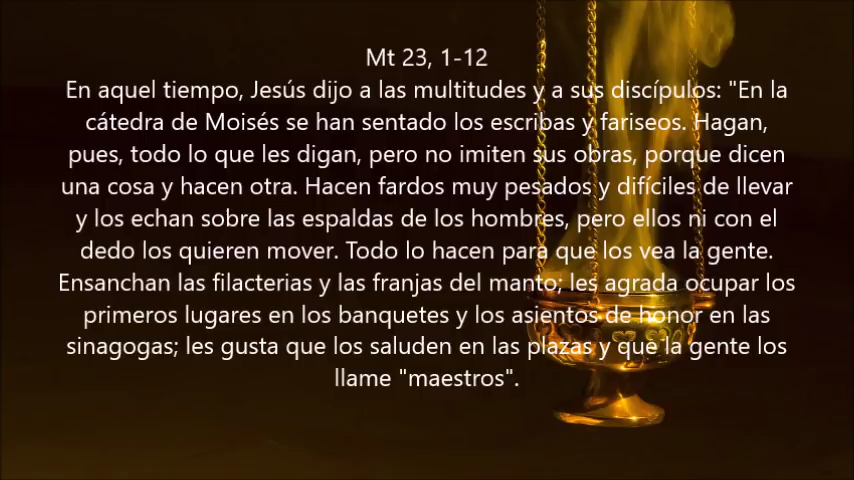 Mt 23, 1-12
En aquel tiempo, Jesús dijo a las multitudes y a sus discípulos: "En la
cátedra de Moisés se han sentado los escribas y fariseos. Hagan,
pues, todo lo que les digan, pero no imiten sus obras, porque dicen
una cosa y hacen otra. Hacen fardos muy pesados y difíciles de llevar
y los echan sobre las espaldas de los hombres, pero ellos ni con el
dedo los quieren mover. Todo lo hacen para que los vea la gente.
Ensanchan las filacterias y las franjas del manto; les agrada ocupar los
primeros lugares en los banquetes y los asientos de honor en las
sinagogas; les gusta que los saluden en las plazas y que la gente los
llame "maestros".